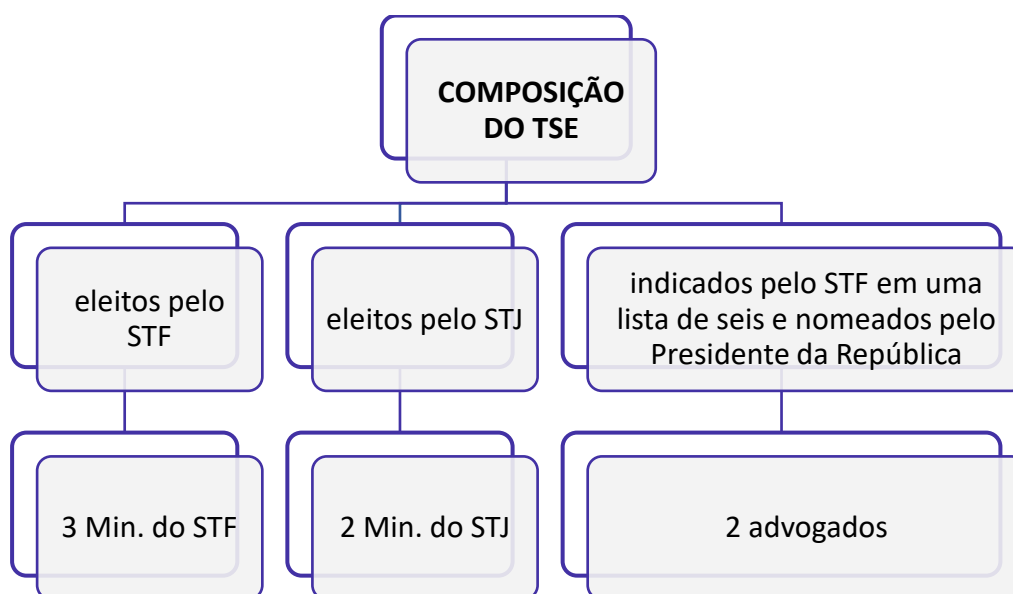 COMPOSIÇÃO
DO TSE
eleitos pelo
STF
eleitos pelo STJ
indicados pelo STF em uma
lista de seis e nomeados pelo
Presidente da República
3 Min. do STF
2 Min. do STJ
2 advogados